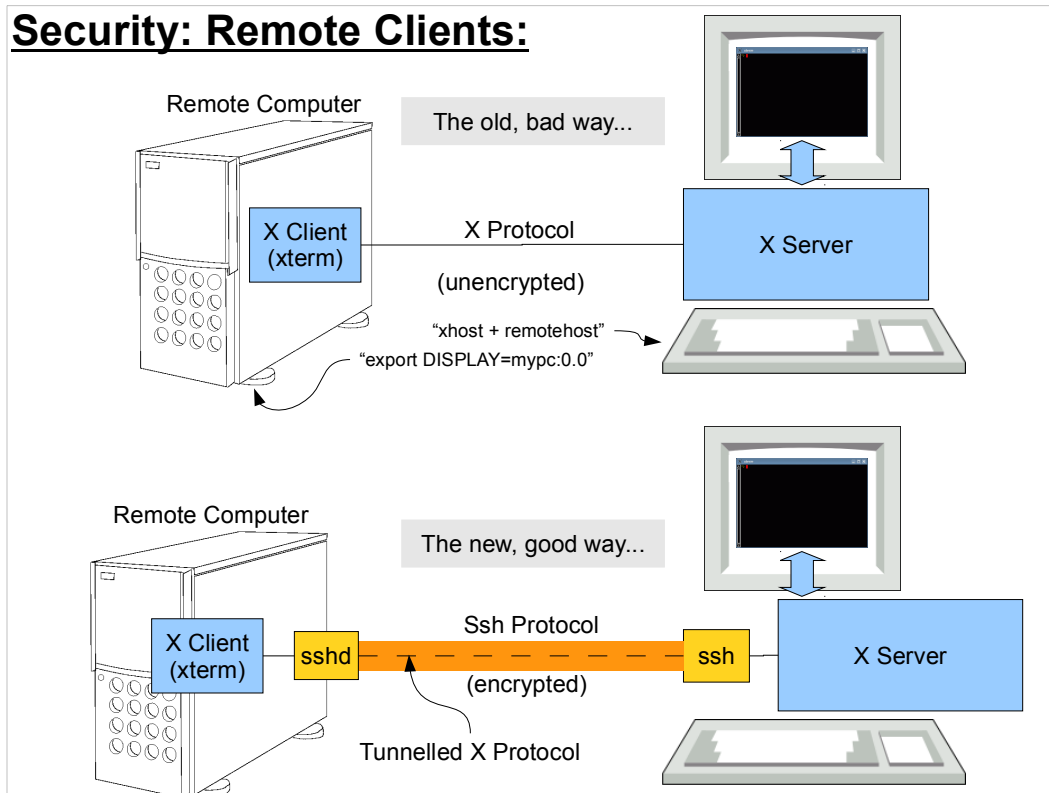 Security: Remote Clients:
Remote Computer
The old, bad way...
X Client
(xterm)
X Protocol
(unencrypted)
X Server
“xhost + remotehost”
“export DISPLAY=mypc:0.0”
Remote Computer
The new, good way...
X Client
(xterm)
sshd
Ssh Protocol
(encrypted)
ssh
X Server
Tunnelled X Protocol